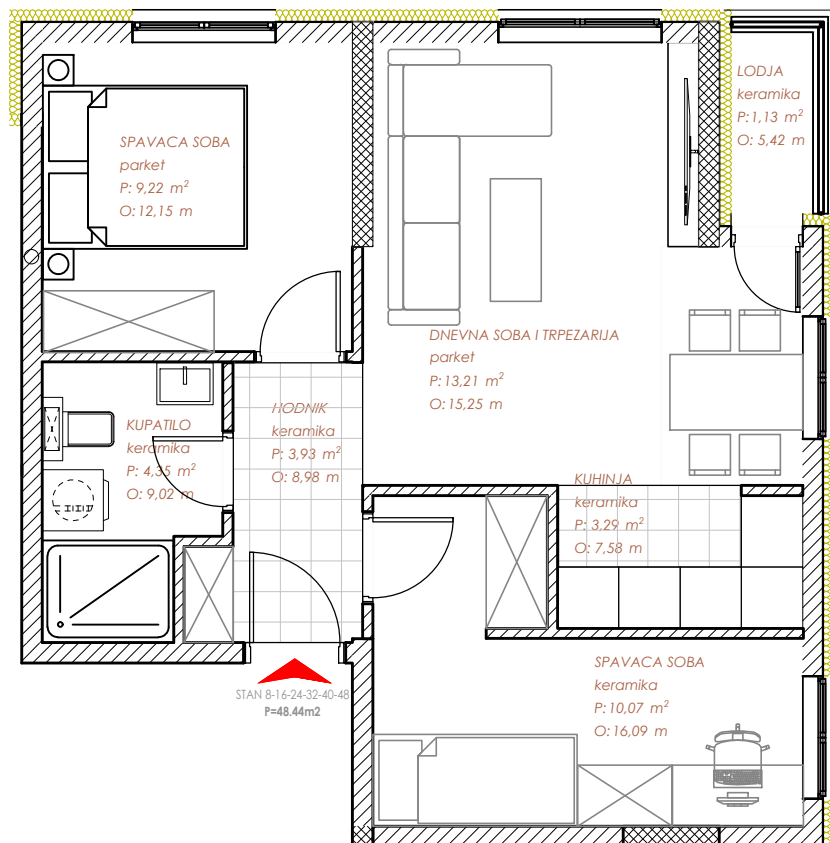 SPAVACA SOBA
parket
P: 9,22 m²
O: 12,15 m
LODJA
keramika
P: 1,13 m²
O: 5,42 m
DNEVNA SOBA I TRPEZARIJA
parket
P: 13,21 m²
O: 15,25 m
KUPATILO
keramika
P: 4,35 m²
O: 9,02 m
HODNIK
keramika
P: 3,93 m²
O: 8,98 m
KUHINJA
keramika
P: 3,29 m²
O: 7,58 m
SPAVACA SOBA
keramika
P: 10,07 m²
O: 16,09 m
STAN 8-16-24-32-40-48
P=48.44m2